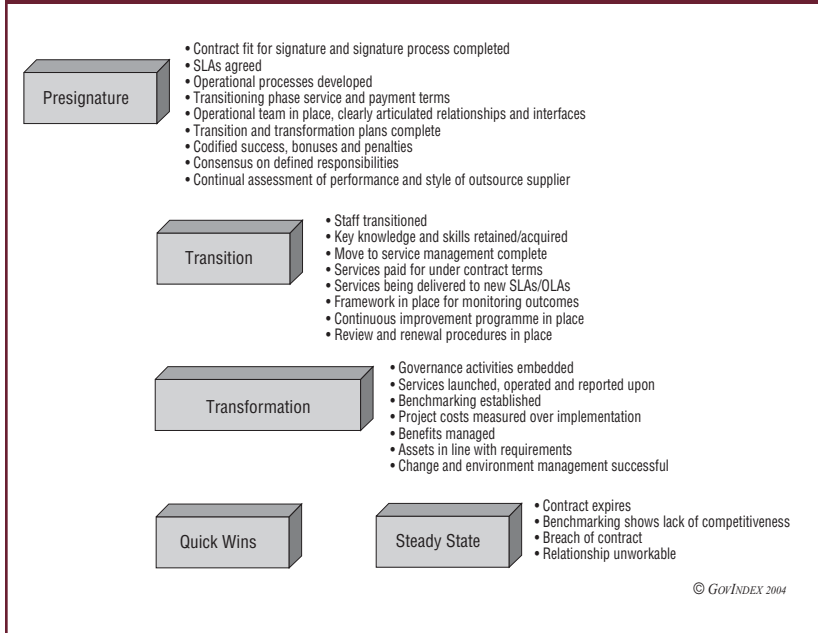 • Contract fit for signature and signature process completed
• SLAs agreed
• Operational processes developed
Presignature
• Transitioning phase service and payment terms
• Operational team in place, clearly articulated relationships and interfaces
• Transition and transformation plans complete
• Codified success, bonuses and penalties
• Consensus on defined responsibilities
• Continual assessment of performance and style of outsource supplier
• Staff transitioned
• Key knowledge and skills retained/acquired
Transition
• Move to service management complete
• Services paid for under contract terms
• Services being delivered to new SLAs/OLAs
• Framework in place for monitoring outcomes
• Continuous improvement programme in place
• Review and renewal procedures in place
• Governance activities embedded
• Services launched, operated and reported upon
• Benchmarking established
Transformation
• Project costs measured over implementation
• Benefits managed
• Assets in line with requirements
• Change and environment management successful
Quick Wins
Steady State
• Contract expires
• Benchmarking shows lack of competitiveness
• Breach of contract
• Relationship unworkable
© GOVINDEX 2004